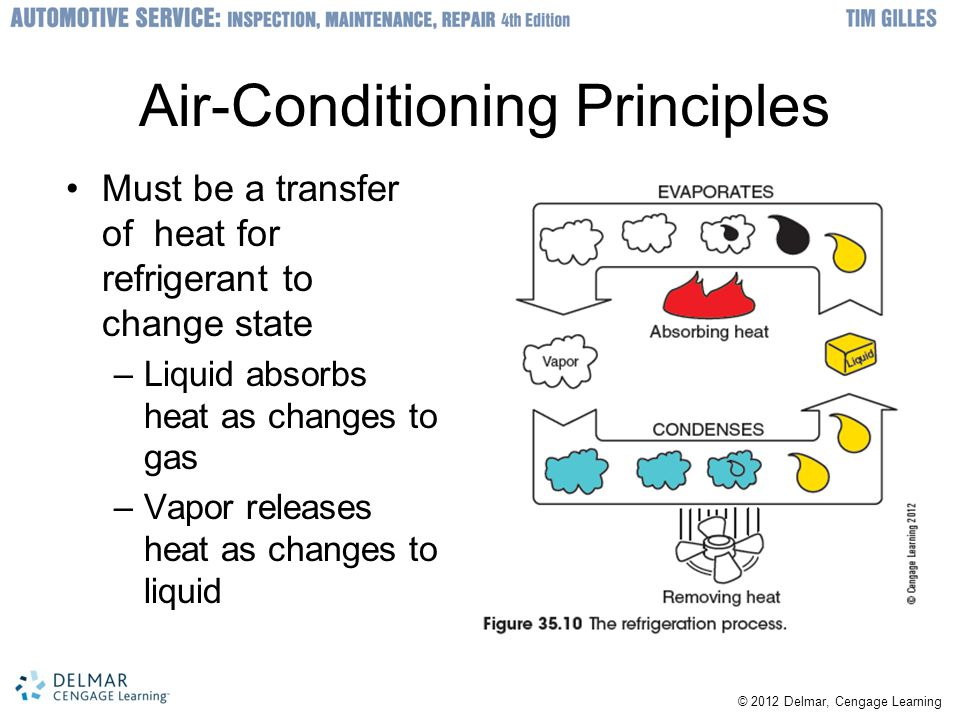 AUTOMOTIVE SERVICE: INSPECTION, MAINTENANCE, REPAIR 4th Edition
TIM GILLES
Air-Conditioning Principles
• Must be a transfer
of heat for
refrigerant to
change state
– Liquid absorbs
heat as changes to
gas
– Vapor releases
heat as changes to
liquid
EVAPORATES
Absorbing heat
Vapor
Liquid
CONDENSES
Removing heat
© Cengage Learning 2012
Figure 35.10 The refrigeration process.
DELMAR
CENGAGE Learning™
© 2012 Delmar, Cengage Learning